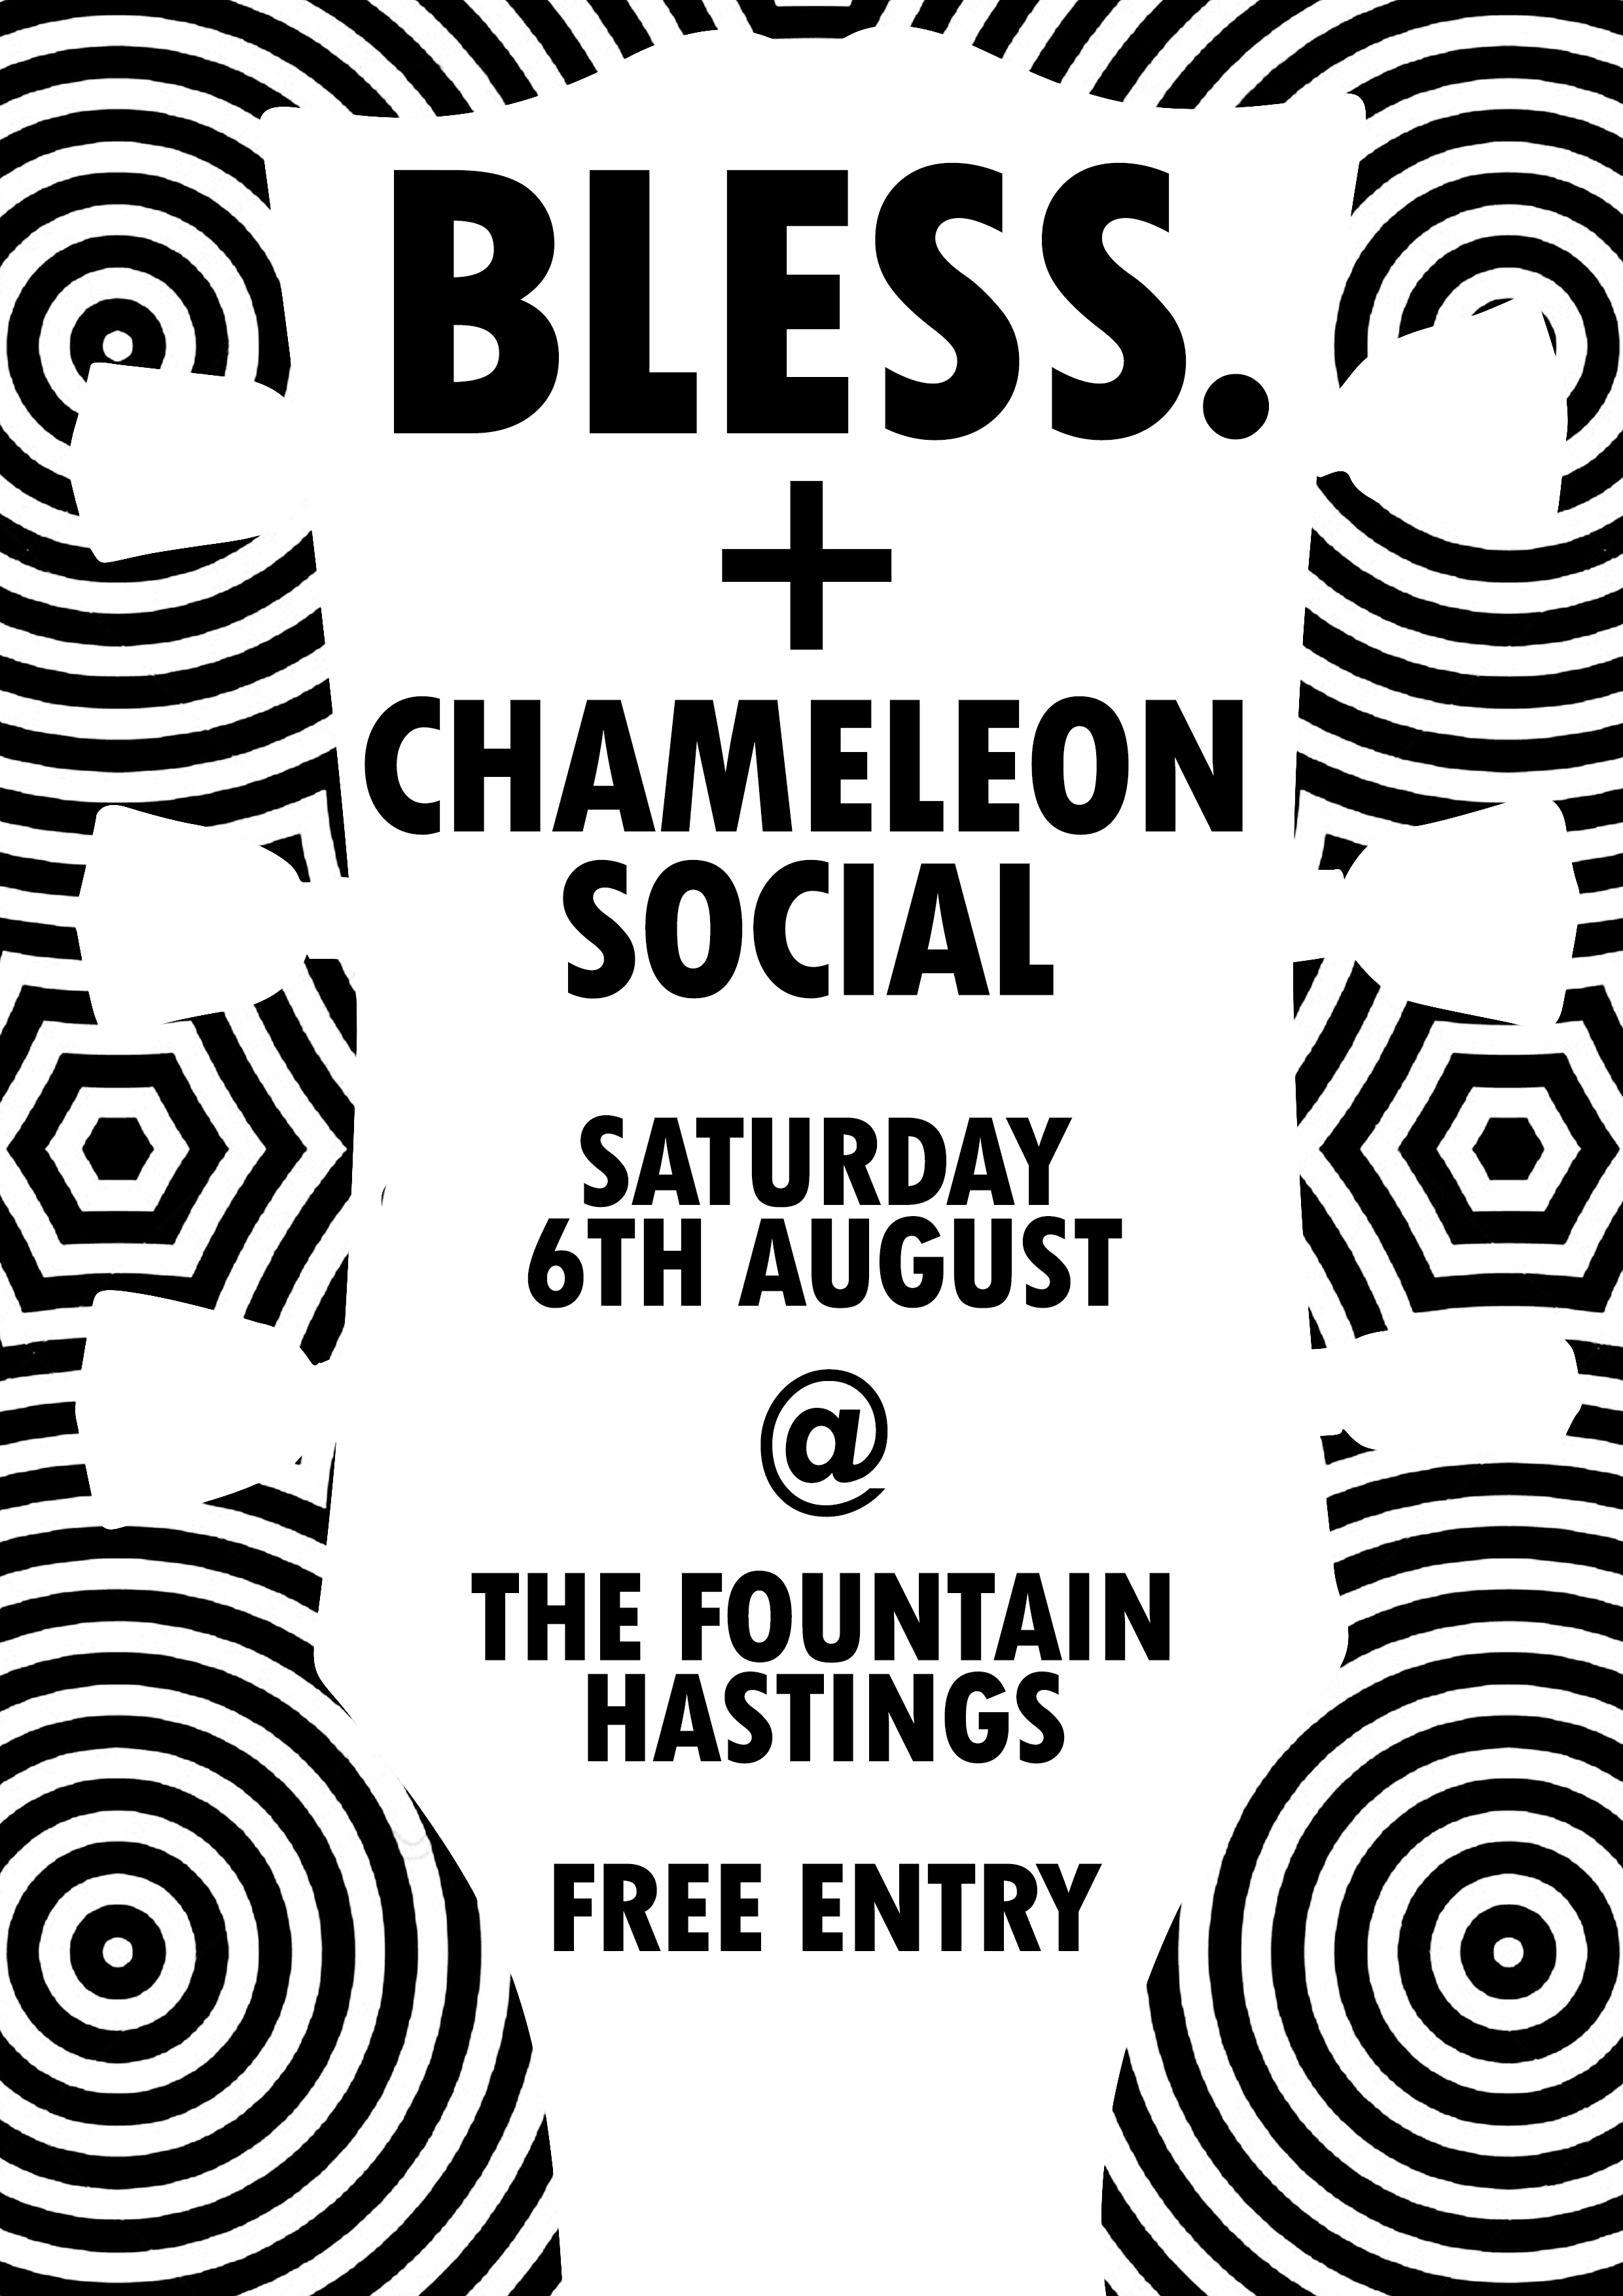 BLESS.
+
CHAMELEON
SOCIAL
SATURDAY
6TH AUGUST
@
THE FOUNTAIN
HASTINGS
FREE ENTRY